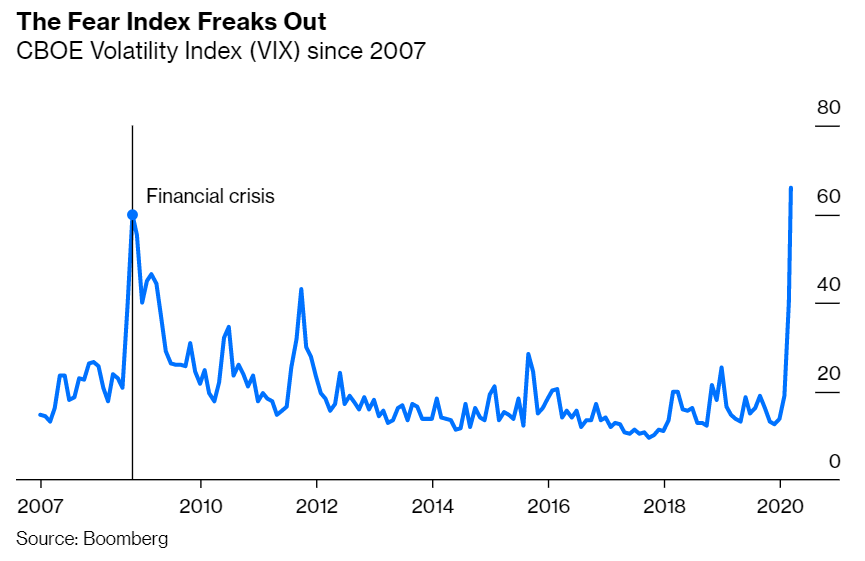 The Fear Index Freaks Out
CBOE Volatility Index (VIX) since 2007
80
Financial crisis
60
40
20
0
2007 2010 2012 2014 2016 2018 2020
Source: Boomberg